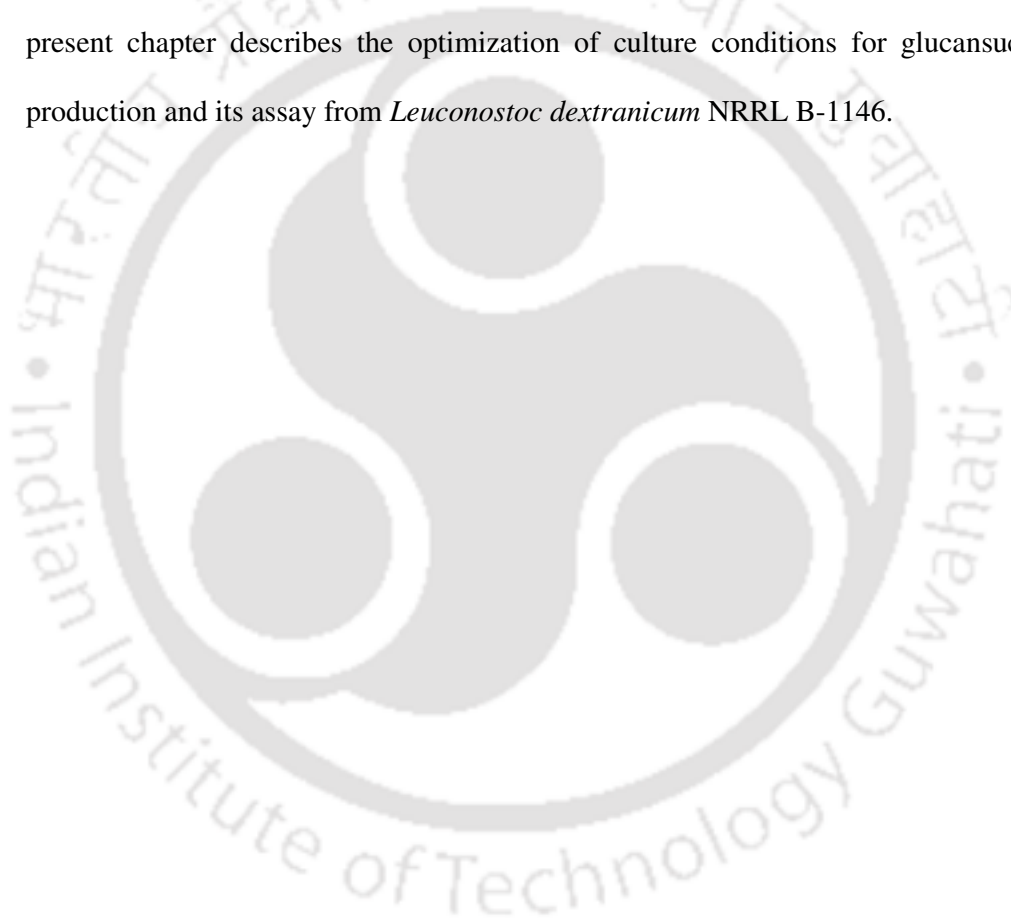 present chapter describes the optimization of culture conditions for glucansuc
production and its assay from Leuconostoc dextranicum NRRL B-1146.
भारतीय
Indian Institute of Technology Guwahati